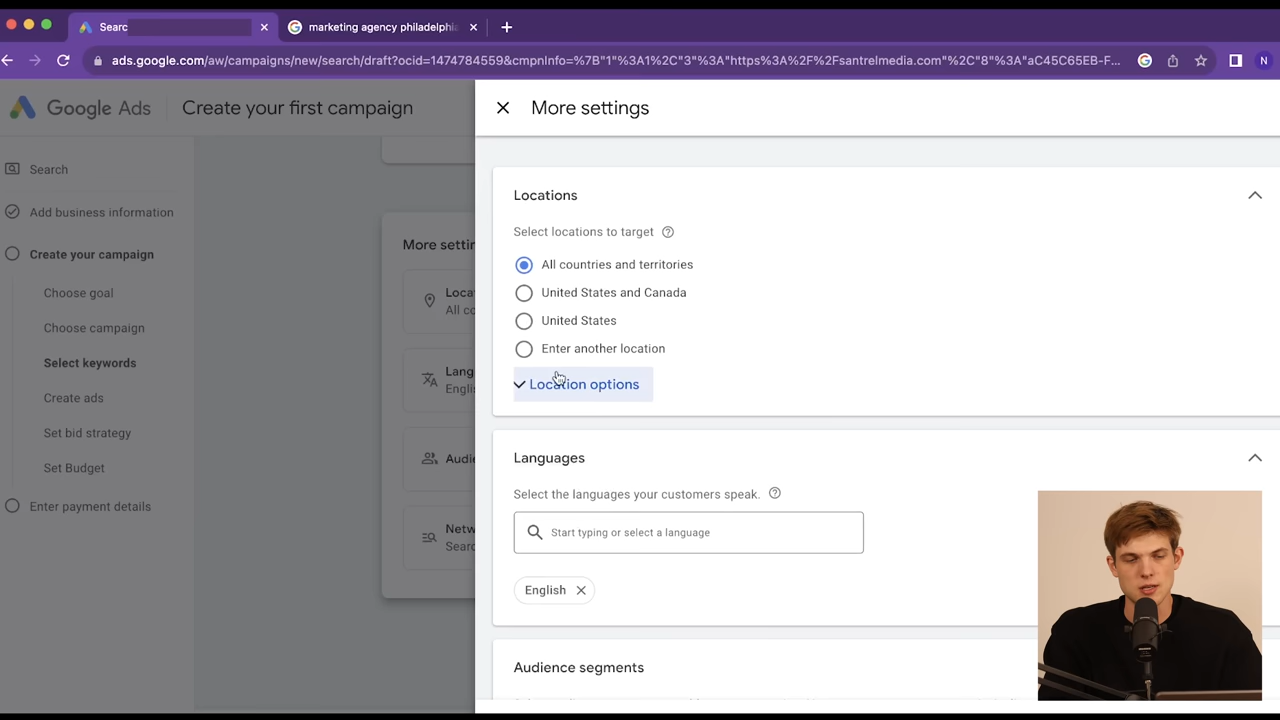 Searc
marketing agency philadelphia
ads.google.com/aw/campaigns/new/search/draft?ocid=1474784559&cmpnInfo=%7B"1"%3A1%2C"3"%3A"https%3A%2F%2Fsantrelmedia.com"%2C"8"%3A"aC45C65EB-F...
N
Google Ads
Create your first campaign
More settings
Search
Add business information
Create your campaign
Choose goal
Choose campaign
Select keywords
Create ads
Set bid strategy
Set Budget
Enter payment details
More settin
Loca
All co
Lang
English
Audie
Netw
Searc
Locations
Select locations to target
All countries and territories
United States and Canada
United States
Enter another location
Location options
Languages
Select the languages your customers speak.
Start typing or select a language
English
Audience segments